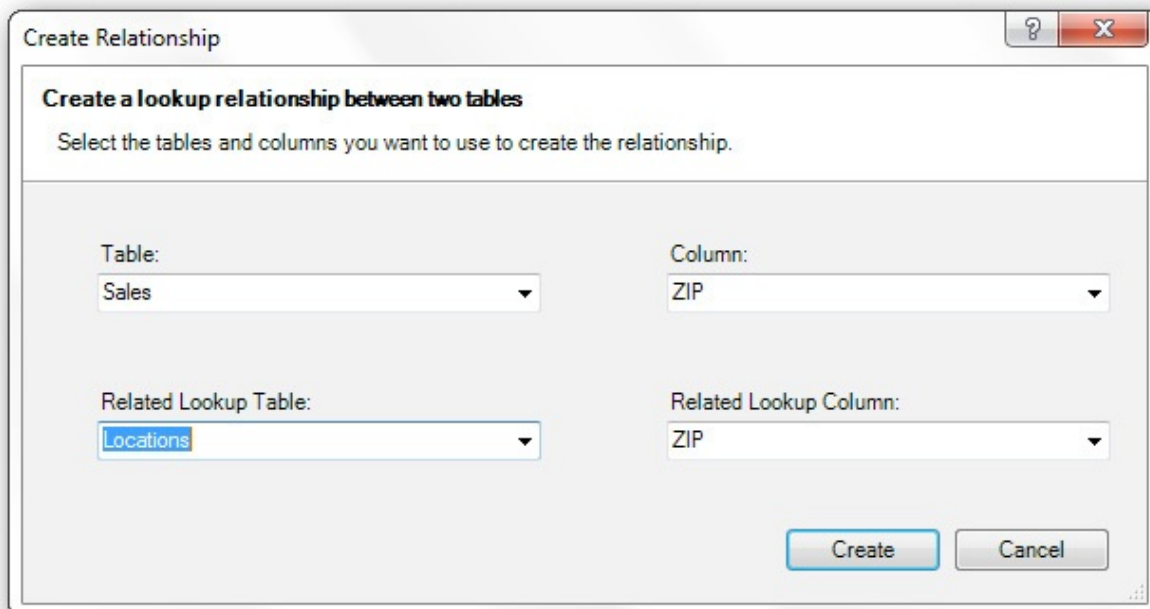 Create Relationship
Create a lookup relationship between two tables
Select the tables and columns you want to use to create the relationship.
Table:
Column:
Sales
ZIP
Related Lookup Table:
Related Lookup Column:
Locations
ZIP
Create
Cancel